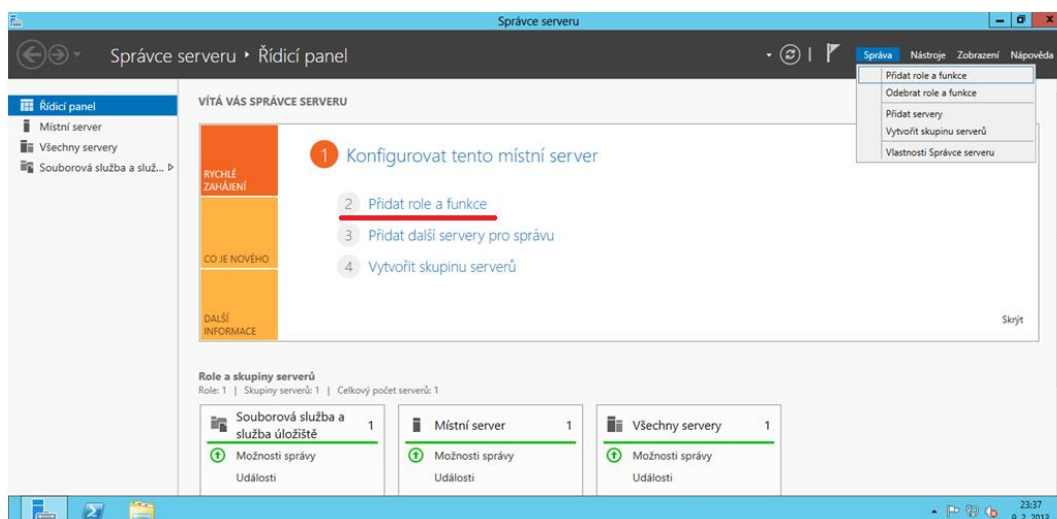 Správce serveru
Správce serveru • Řídicí panel
Správa Nástroje Zobrazení Nápověda
Přidat role a funkce
Odebrat role a funkce
Přidat servery
Vytvořit skupinu serverů
Vlastnosti Správce serveru
Řídicí panel
Místní server
Všechny servery
Souborová služba a služ...
VÍTÁ VÁS SPRÁVCE SERVERU
RYCHLÉ
ZAHÁJENÍ
CO JE NOVÉHO
DALŠÍ
INFORMACE
1 Konfigurovat tento místní server
2 Přidat role a funkce
3 Přidat další servery pro správu
4 Vytvořit skupinu serverů
Skrýt
Role a skupiny serverů
Role: 1 | Skupiny serverů: 1 | Celkový počet serverů: 1
Souborová služba a
služba úložiště 1
Možnosti správy
Události
Místní server 1
Možnosti správy
Události
Všechny servery 1
Možnosti správy
Události
23:37
9. 2. 2013